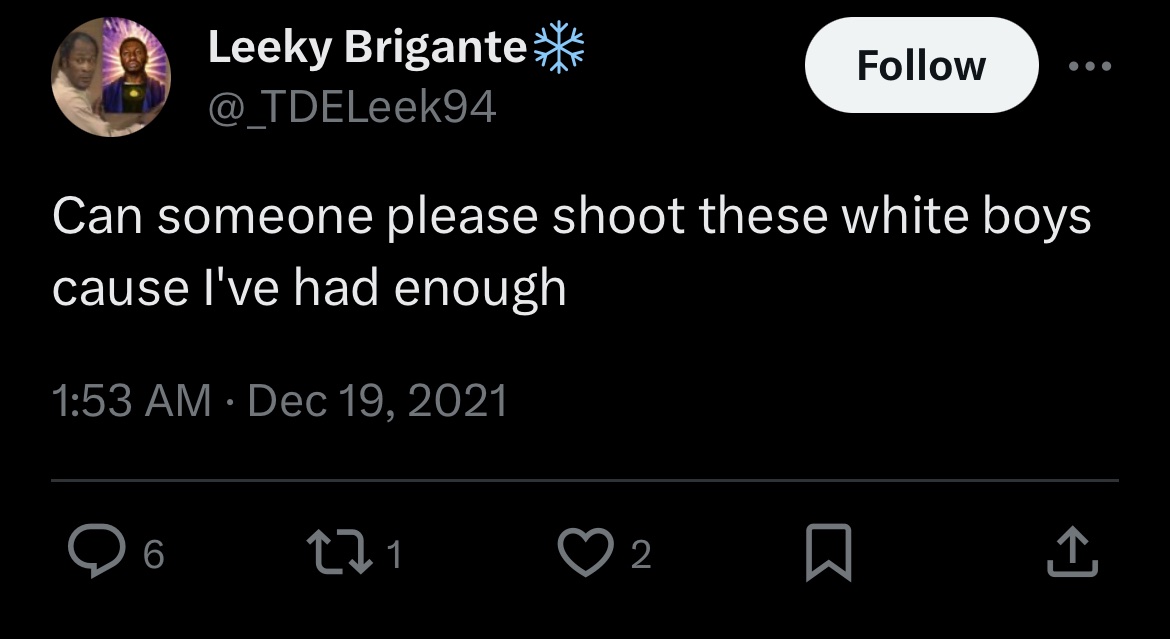 Leeky Brigante❄️
@_TDELeek94
Follow
Can someone please shoot these white boys
cause I've had enough
1:53 AM · Dec 19, 2021
6 1 2